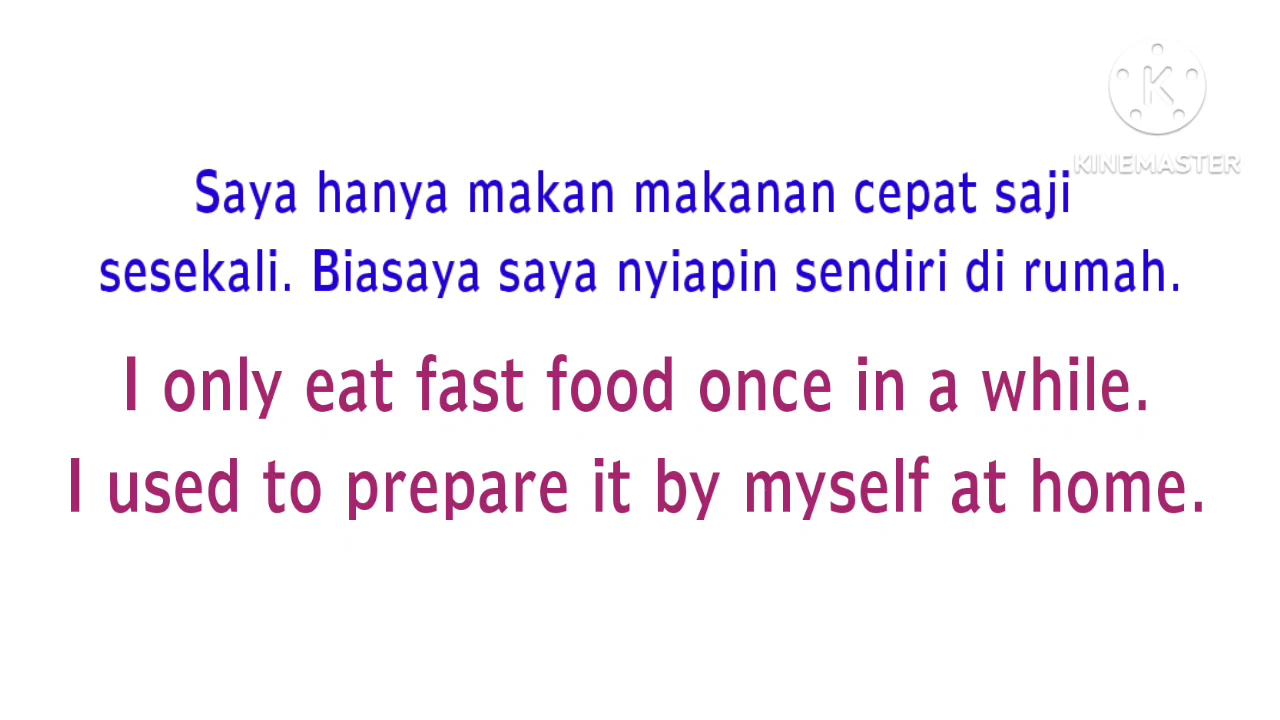 KINEMASTER
Saya hanya makan makanan cepat saji
sesekali. Biasaya saya nyiapin sendiri di rumah.
I only eat fast food once in a while.
I used to prepare it by myself at home.